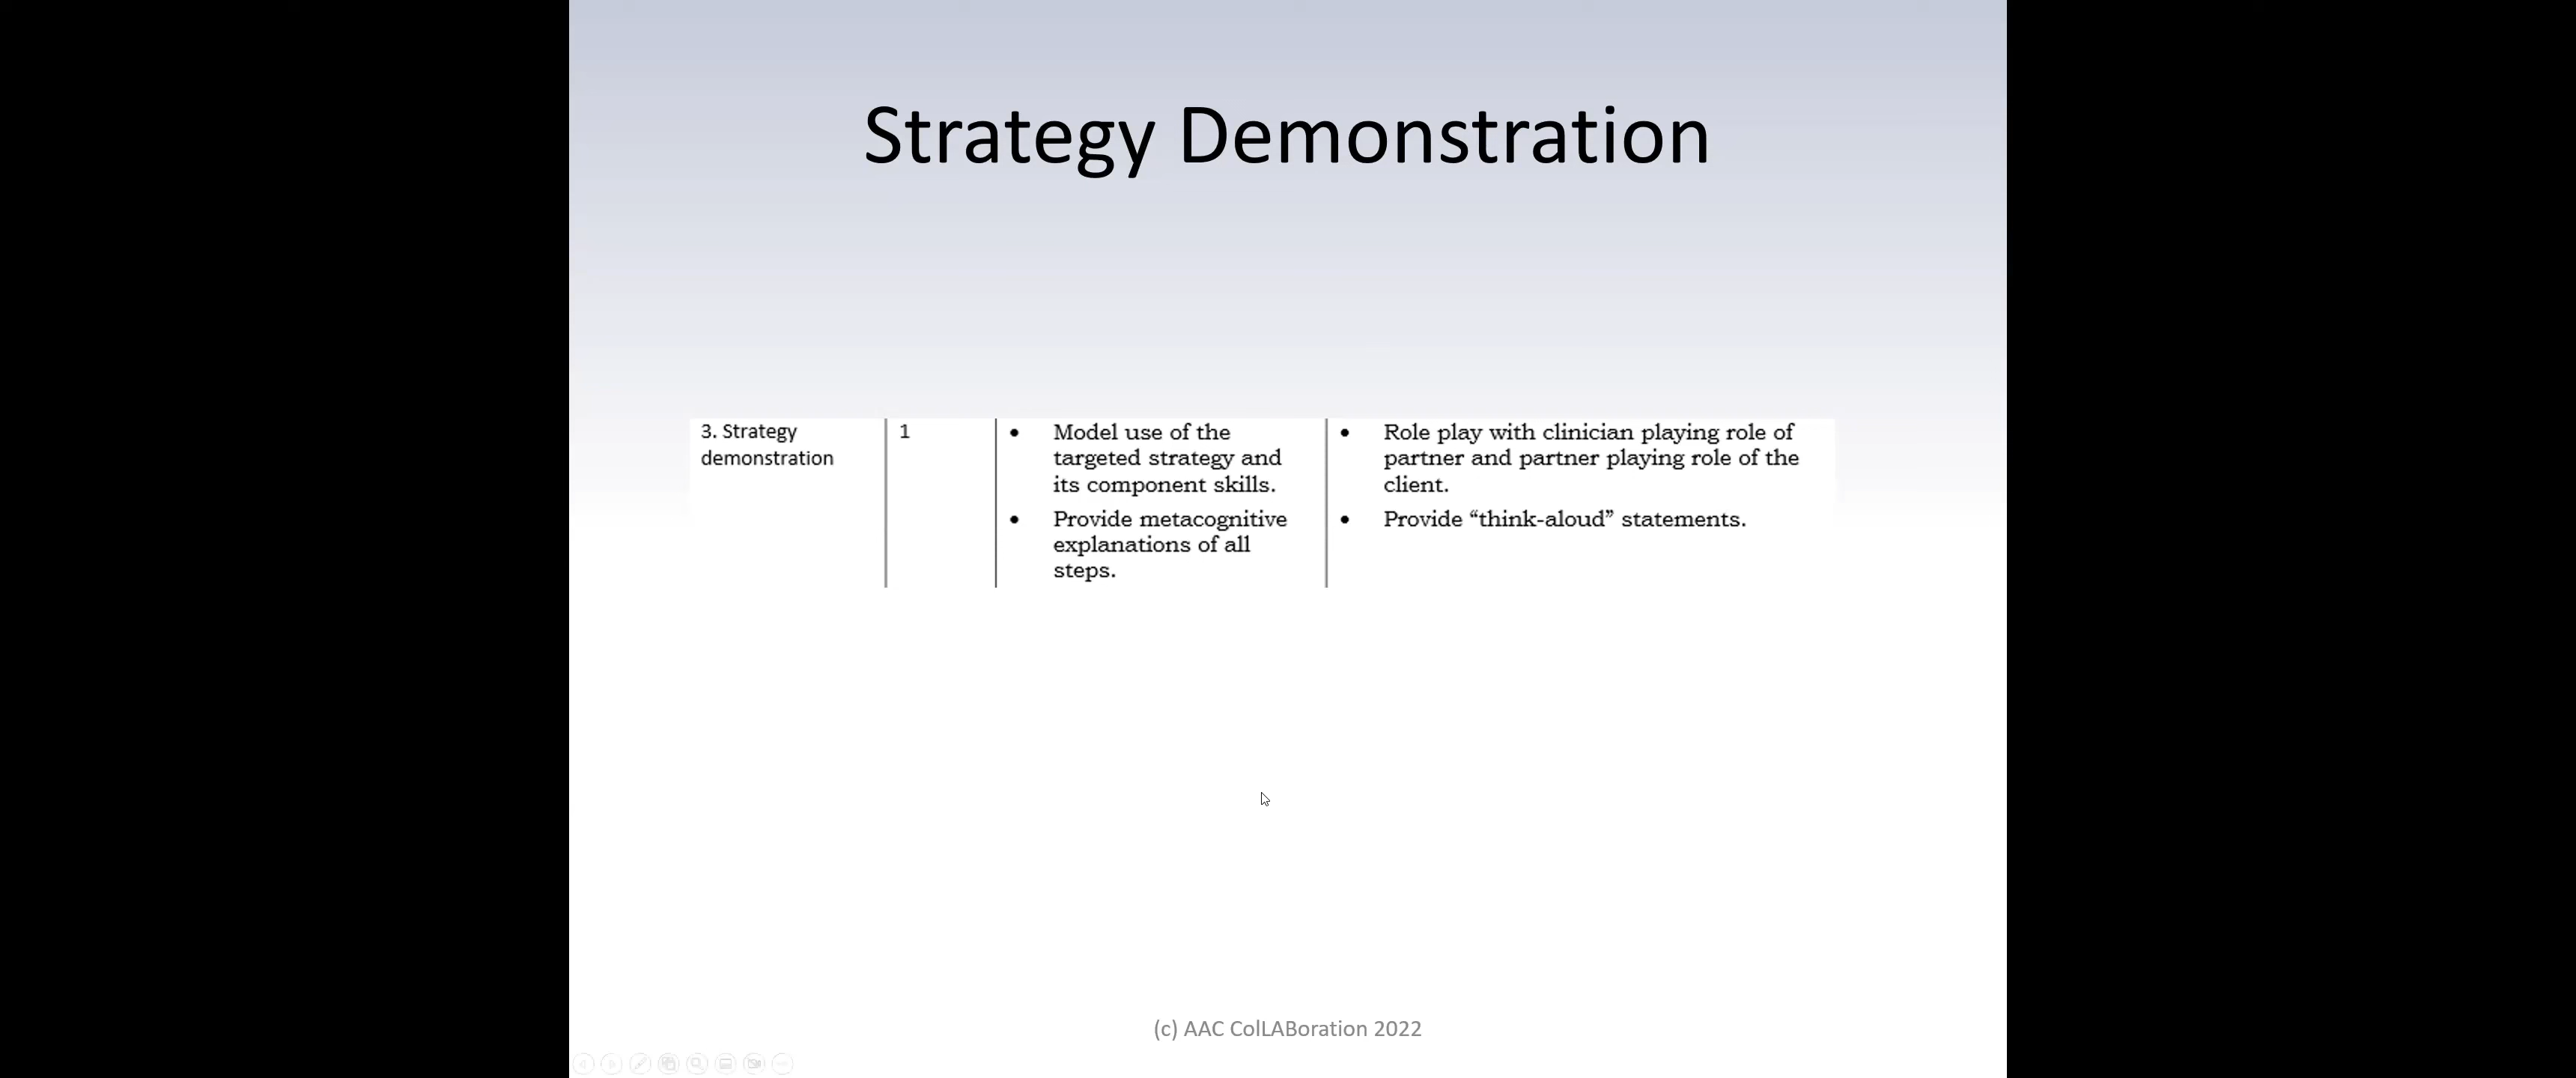 Strategy Demonstration
3. Strategy
demonstration
1
• Model use of the
targeted strategy and
its component skills.
• Provide metacognitive
explanations of all
steps.
• Role play with clinician playing role of
partner and partner playing role of the
client.
• Provide “think-aloud” statements.
(c) AAC ColLABoration 2022